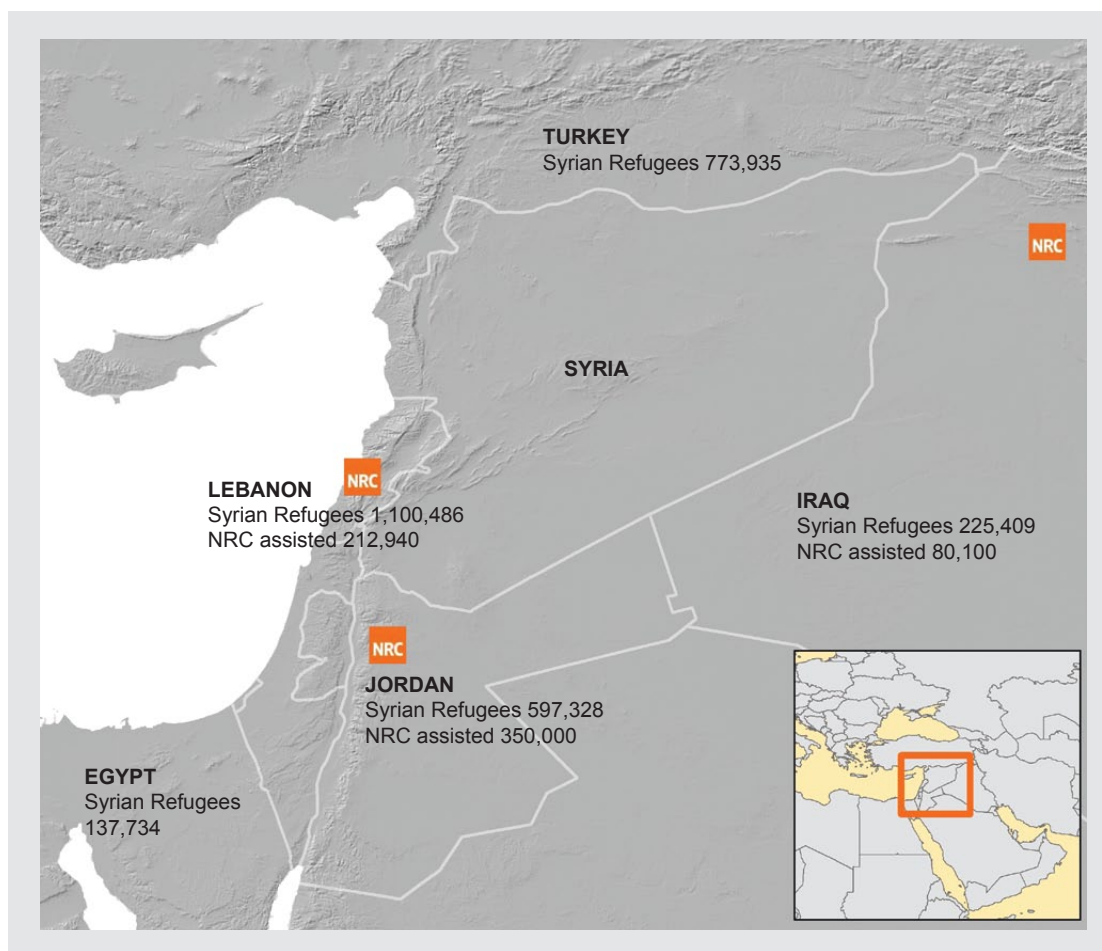 TURKEY
Syrian Refugees 773,935
NRC
SYRIA
NRC
LEBANON
Syrian Refugees 1,100,486
NRC assisted 212,940
IRAQ
Syrian Refugees 225,409
NRC assisted 80,100
NRC
JORDAN
Syrian Refugees 597,328
NRC assisted 350,000
EGYPT
Syrian Refugees
137,734